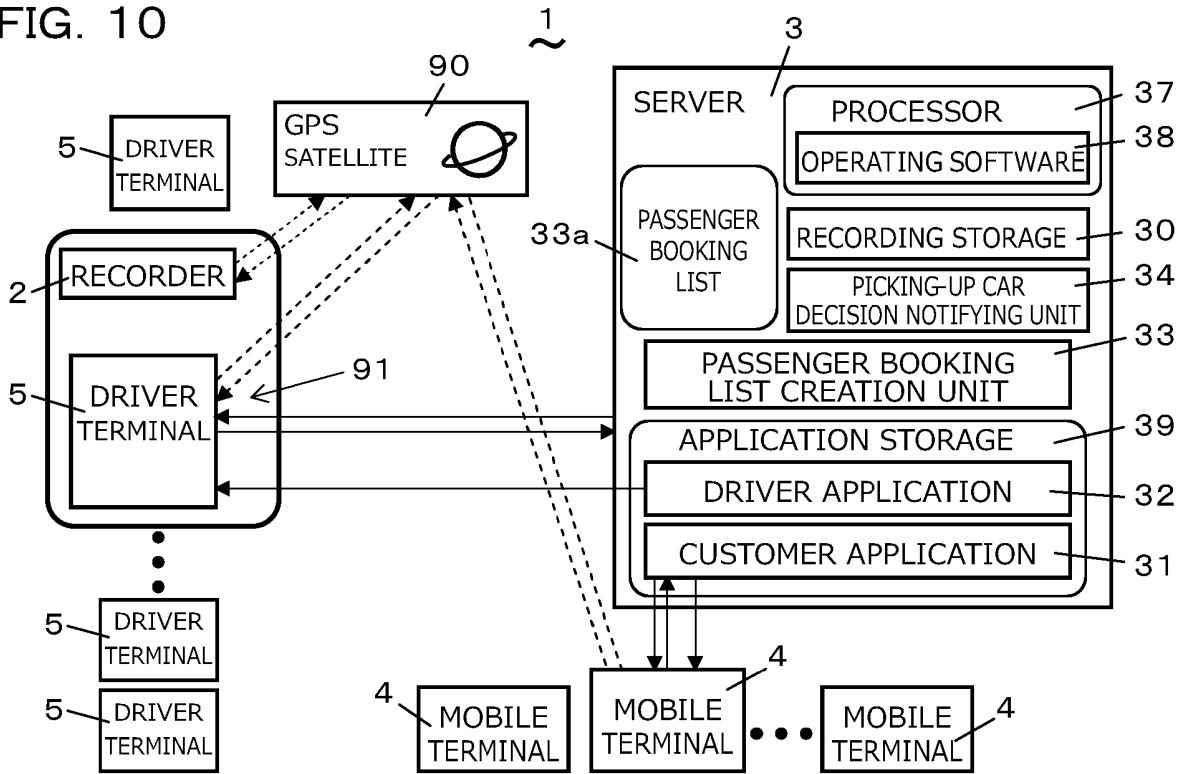 FIG. 10
1
3
SERVER
37
PROCESSOR
38
OPERATING SOFTWARE
33a
PASSENGER
BOOKING
LIST
RECORDING STORAGE
30
PICKING-UP CAR
DECISION NOTIFYING UNIT
34
PASSENGER BOOKING
LIST CREATION UNIT
33
APPLICATION STORAGE
39
DRIVER APPLICATION
32
CUSTOMER APPLICATION
31
90
GPS
SATELLITE
5
DRIVER
TERMINAL
2
RECORDER
5
DRIVER
TERMINAL
91
5
DRIVER
TERMINAL
5
DRIVER
TERMINAL
4
MOBILE
TERMINAL
4
MOBILE
TERMINAL
4
MOBILE
TERMINAL